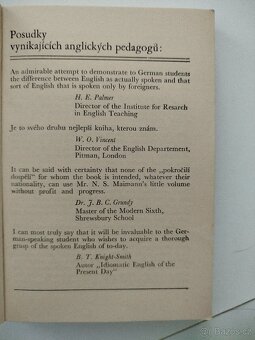 Posudky
vynikajících anglických pedagogů:
An admirable attempt to demonstrate to German students
the difference between English as actually spoken and that
sort of English that is spoken only by foreigners.
H. E. Palmer
Director of the Institute for Resarch
in English Teaching
Je to svého druhu nejlepší kniha, kterou znám.
W. O. Vincent
Director of the English Departement,
Pitman, London
It can be said with certainty that none of the „pokročilí
dospělí" for whom the book is intended, whatever their
nationality, can use Mr. N. S. Maimann's little volume
without profit and progress.
Dr. J. B. C. Grundy
Master of the Modern Sixth,
Shrewsbury School
I can most truly say that it will be invaluable to the
German-speaking student who wishes to acquire a thorough
grasp of the spoken English of to-day.
B. T. Knight-Smith
Autor „Idiomatic English of the
Present Day"